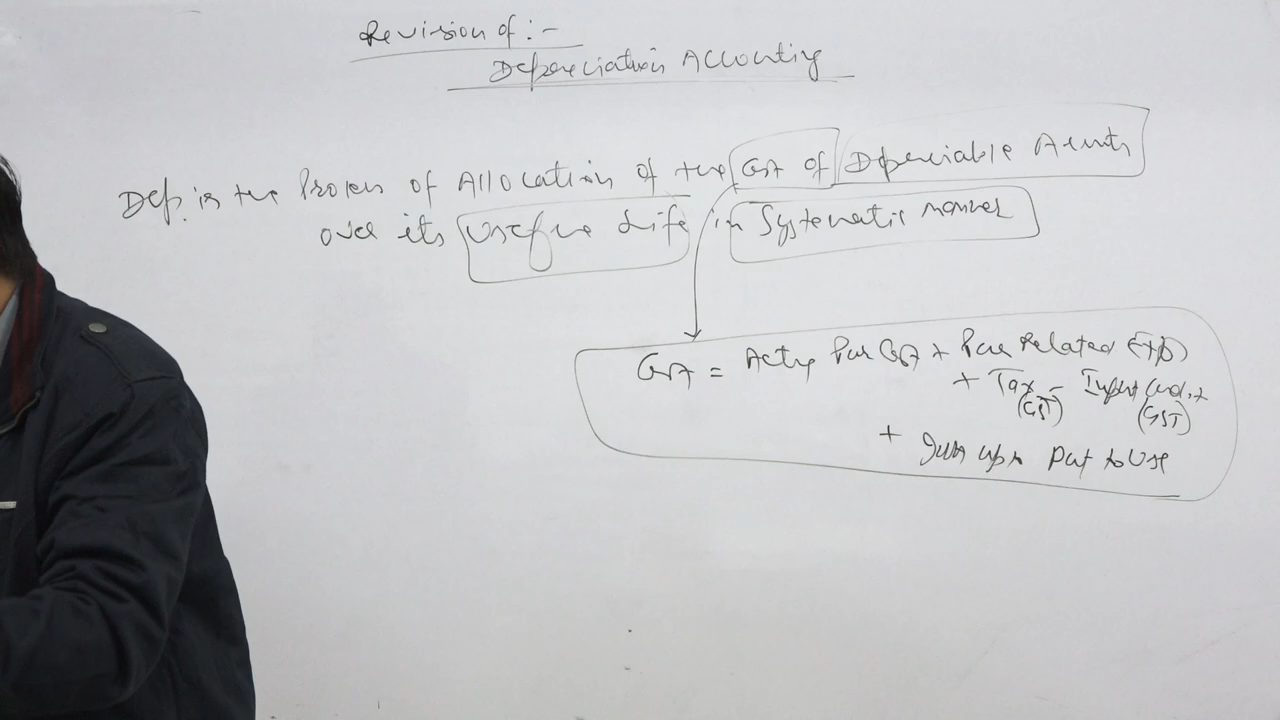 Revision of :-
Depreciation Accounting
Dep. is the Process of Allocation of the Cost of Depreciable Assets
over its Useful Life in Systematic manner
Cost = Acting Pur Cost + Pur Related Exp
+ Tax - Input Credit
(GST) (GST)
+ Int upto Put to Use